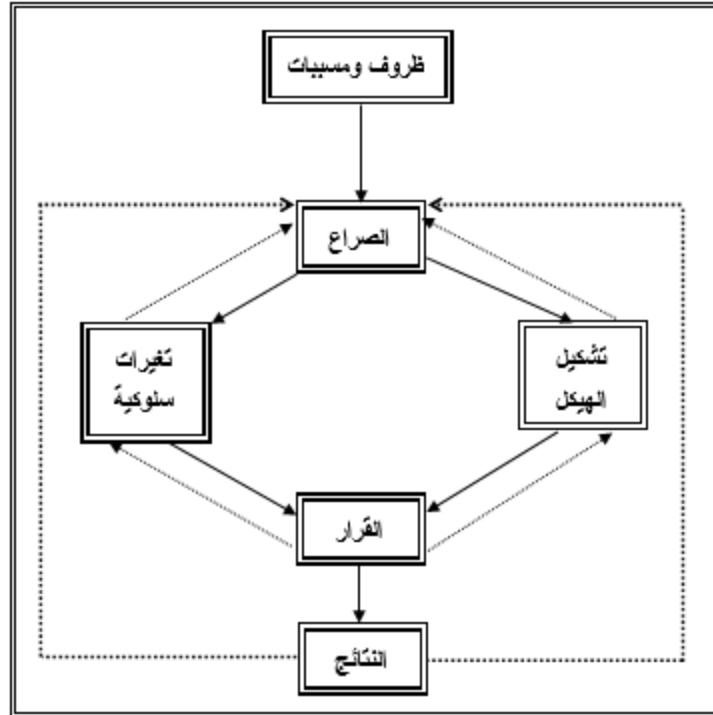 ظروف ومسببات
الصراع
تشكيل
الهيكل
تغيرات
سلوكية
القرار
النتائج